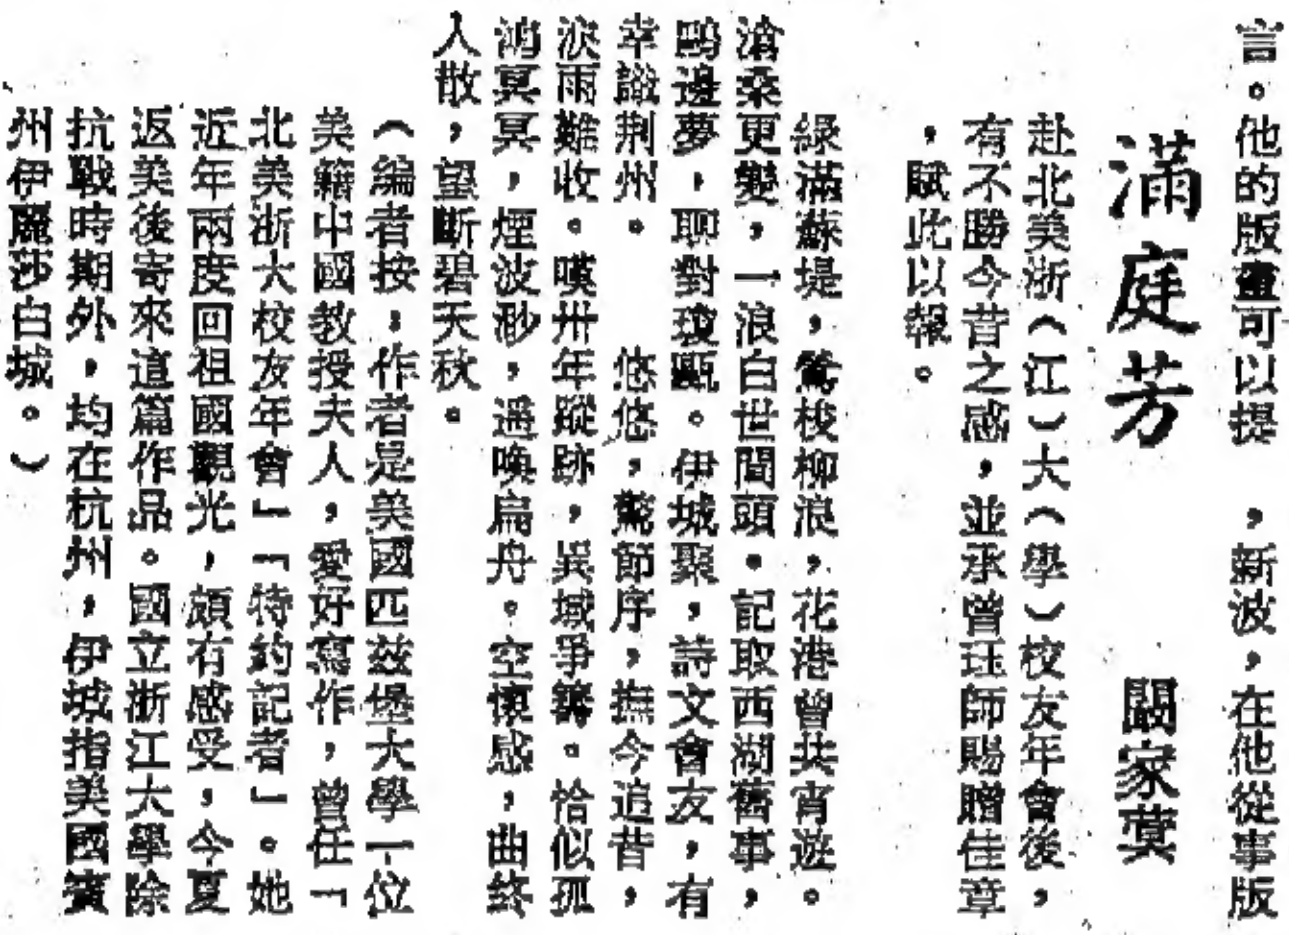 言。他的版畫可以提　，新波，在他從事版
滿庭芳　闞家蓂
赴北美浙（江）大（學）校友年會後，
有不勝今昔之感，並承曾珏師賜贈佳章
，賦此以報。
綠滿蘇堤，鶯梭柳浪，花港曾共宵遊。
滄桑更變，一浪白世間頭。記取西湖舊事，
鷗邊夢，聊對瓊甌。伊城聚，詩文會友，有
幸識荆州。　悠悠，驚節序，撫今追昔，
淚雨難收。嘆卅年蹤跡，異域爭籌。恰似孤
鴻冥冥，煙波渺，遥喚扁舟。空懷感，曲終
人散，望斷碧天秋。
（編者按，作者是美國匹兹堡大學一位
美籍中國教授夫人，愛好寫作，曾任「
北美浙大校友年會」「特約記者」。她
近年兩度回祖國觀光，頗有感受，今夏
返美後寄來這篇作品。國立浙江大學除
抗戰時期外，均在杭州，伊城指美國賓
州伊麗莎白城。）